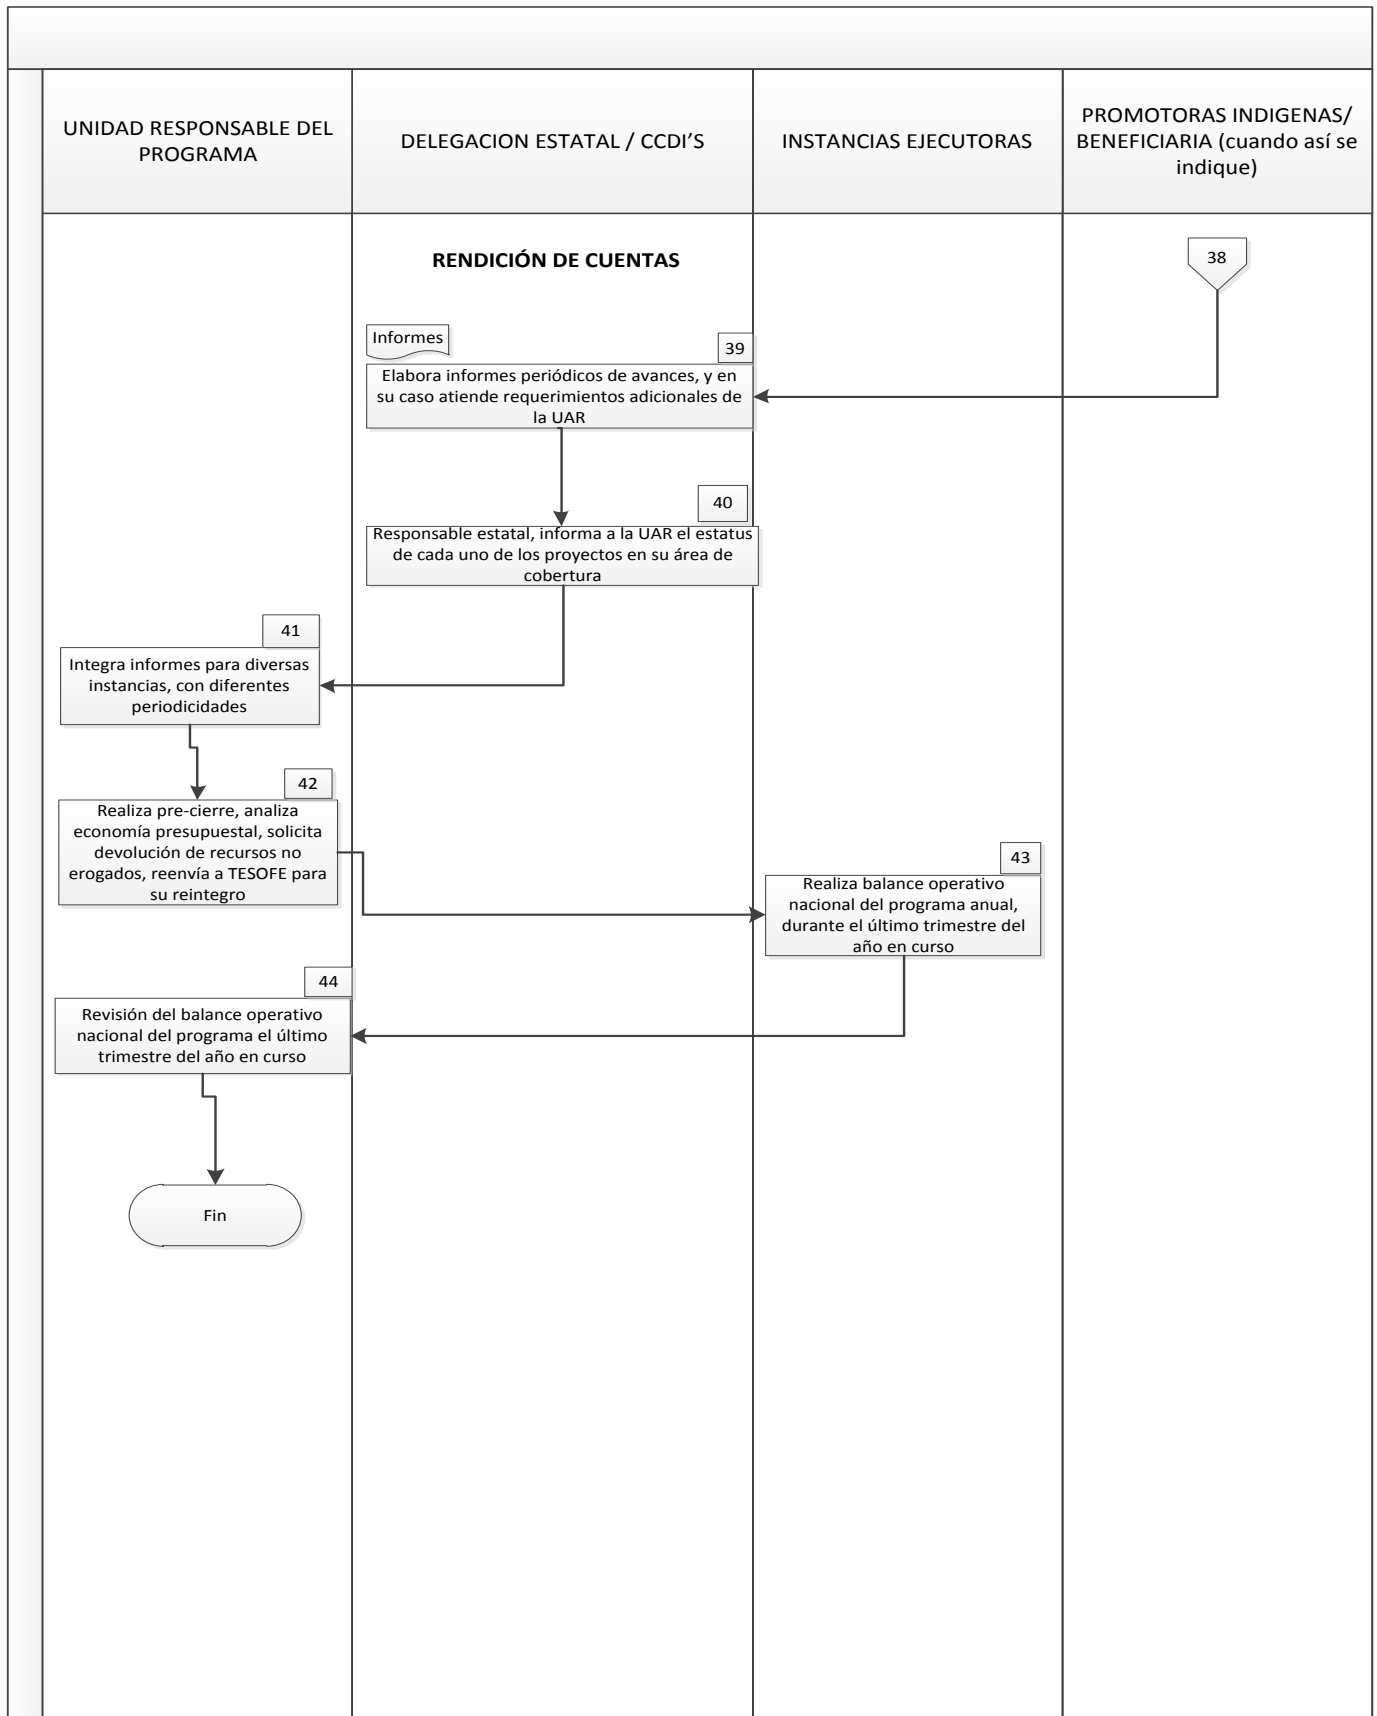 UNIDAD RESPONSABLE DEL
PROGRAMA
DELEGACION ESTATAL / CCDI’S
INSTANCIAS EJECUTORAS
PROMOTORAS INDIGENAS/
BENEFICIARIA (cuando así se
indique)
RENDICIÓN DE CUENTAS
38
Informes
39
Elabora informes periódicos de avances, y en
su caso atiende requerimientos adicionales de
la UAR
40
Responsable estatal, informa a la UAR el estatus
de cada uno de los proyectos en su área de
cobertura
41
Integra informes para diversas
instancias, con diferentes
periodicidades
42
Realiza pre-cierre, analiza
economía presupuestal, solicita
devolución de recursos no
erogados, reenvía a TESOFE para
su reintegro
43
Realiza balance operativo
nacional del programa anual,
durante el último trimestre del
año en curso
44
Revisión del balance operativo
nacional del programa el último
trimestre del año en curso
Fin